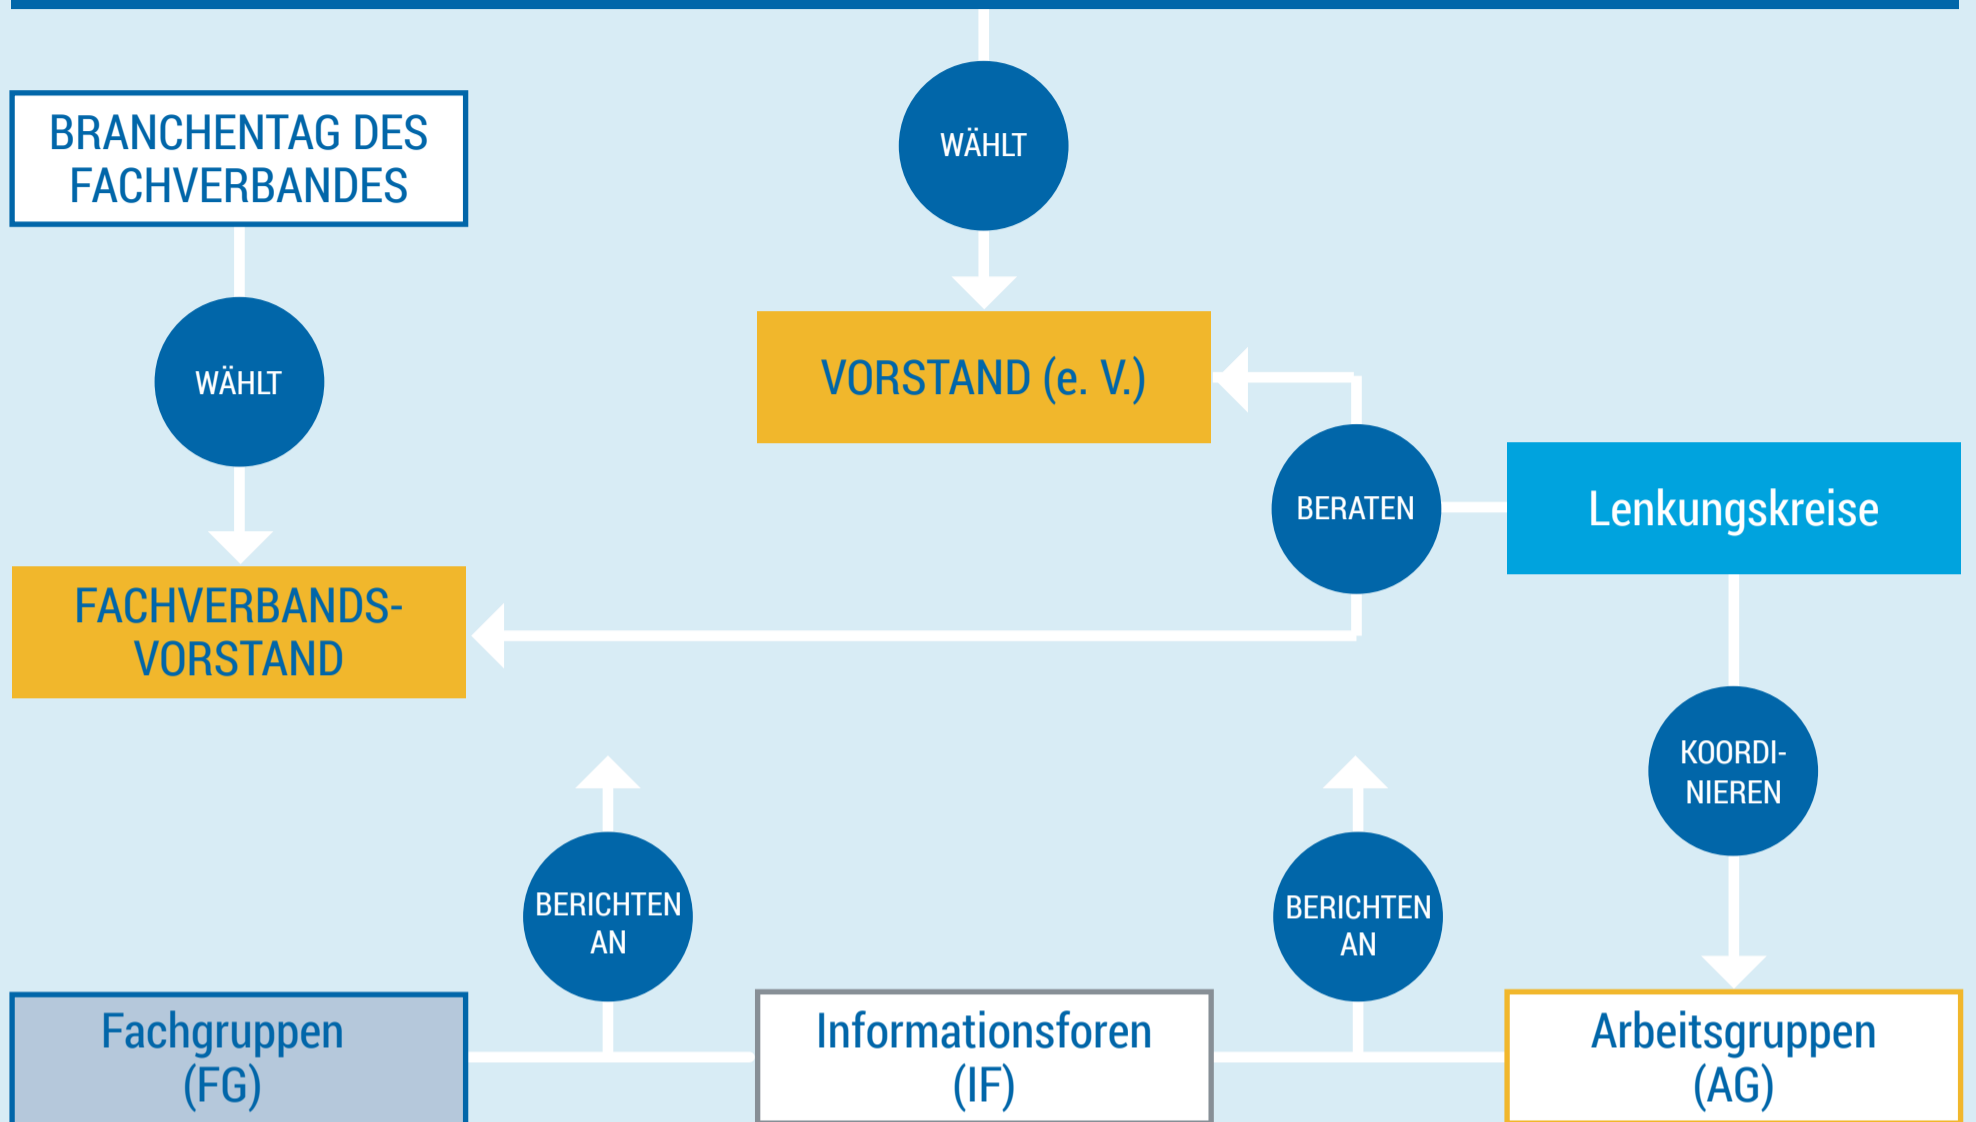 BRANCHENTAG DES
FACHVERBANDES
WÄHLT
WÄHLT
VORSTAND (e. V.)
BERATEN
Lenkungskreise
FACHVERBANDS-
VORSTAND
KOORDI-
NIEREN
BERICHTEN
AN
BERICHTEN
AN
Fachgruppen
(FG)
Informationsforen
(IF)
Arbeitsgruppen
(AG)